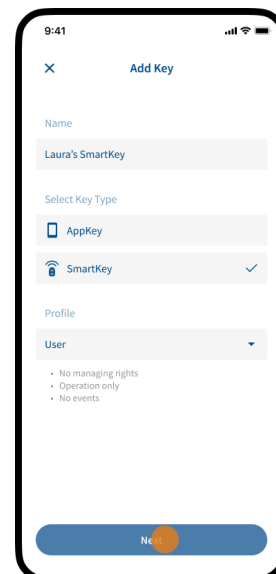 9:41
Add Key
Name
Laura's SmartKey
Select Key Type
AppKey
SmartKey
Profile
User
• No managing rights
• Operation only
• No events
Next